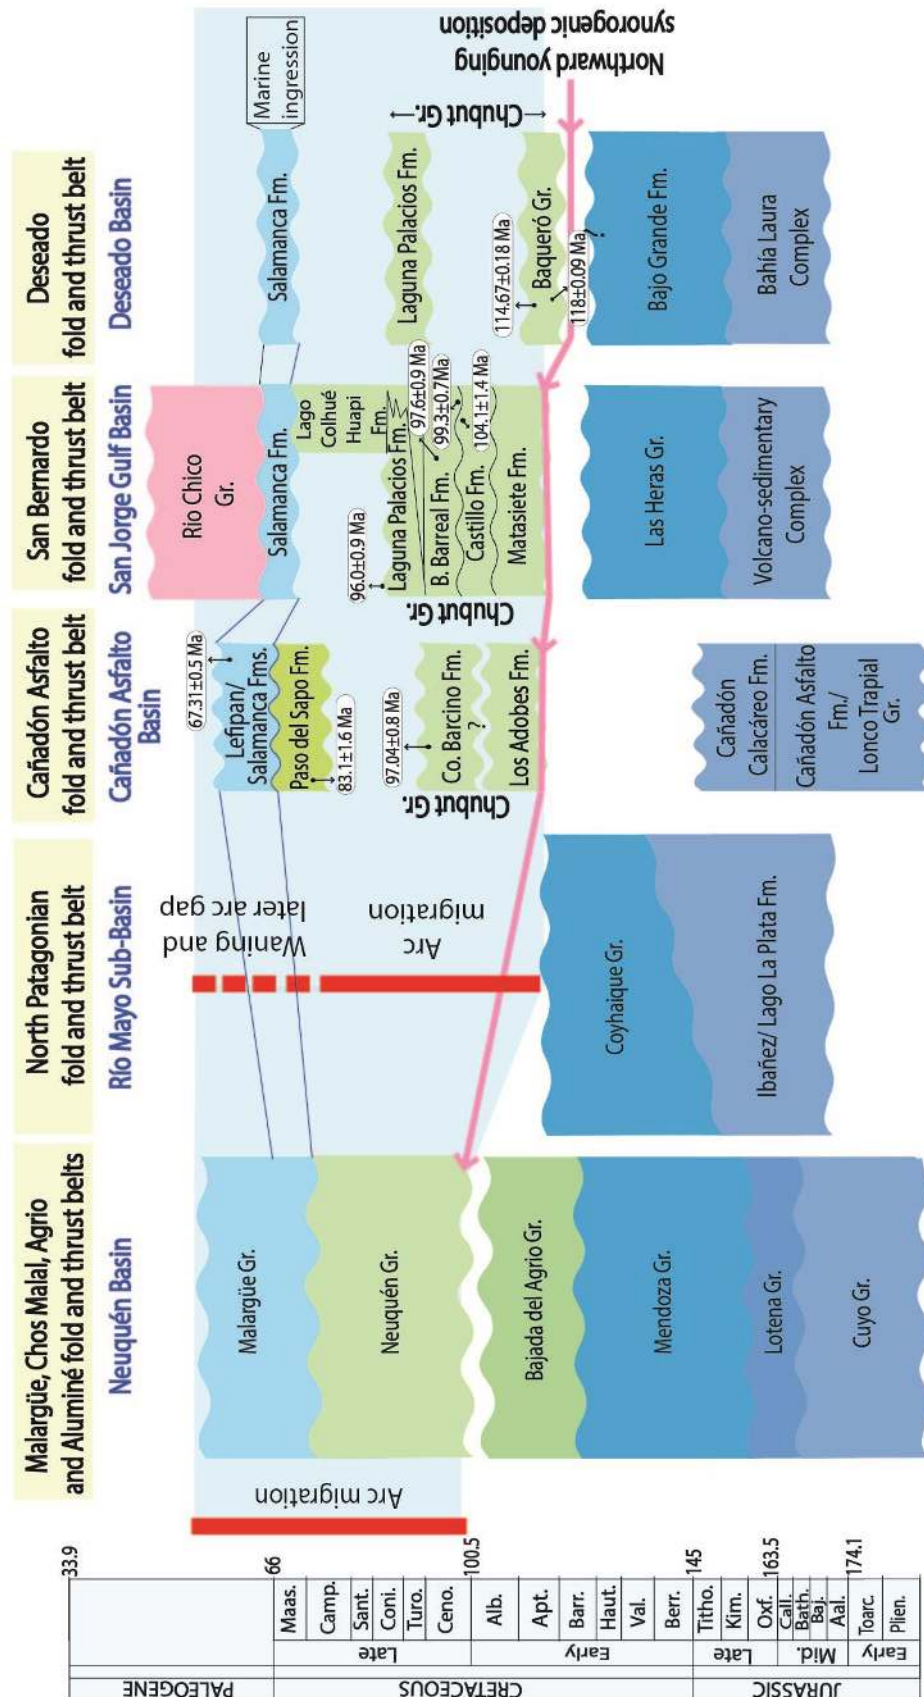 Malargüe, Chos Malal, Agrio
and Aluminé fold and thrust belts
Neuquén Basin
North Patagonian
fold and thrust belt
Río Mayo Sub-Basin
Cañadón Asfalto
fold and thrust belt
Cañadón Asfalto
Basin
San Bernardo
fold and thrust belt
San Jorge Gulf Basin
Deseado
fold and thrust belt
Deseado Basin
33.9
66
100.5
145
163.5
174.1
PALEOGENE
CRETACEOUS
JURASSIC
Late
Early
Late
Mid.
Early
Maas.
Camp.
Sant.
Coni.
Turo.
Ceno.
Alb.
Apt.
Barr.
Haut.
Val.
Berr.
Titho.
Kim.
Oxf.
Call.
Bath.
Baj.
Aal.
Toarc.
Plien.
Arc migration
Malargüe Gr.
Neuquén Gr.
Bajada del Agrio Gr.
Mendoza Gr.
Lotena Gr.
Cuyo Gr.
Waning and
later arc gap
Arc
migration
Coyhaique Gr.
Ibañez/ Lago La Plata Fm.
67.31±0.5 Ma
Lefipan/
Salamanca Fms.
Paso del Sapo Fm.
83.1±1.6 Ma
97.04±0.8 Ma
Co. Barcino Fm.
?
Los Adobes Fm.
Chubut Gr.
Cañadón
Calacáreo Fm.
Cañadón Asfalto
Fm./
Lonco Trapial
Gr.
Rio Chico
Gr.
Salamanca Fm.
Lago
Colhué
Huapi
Fm.
96.0±0.9 Ma
Laguna Palacios Fm.
97.6±0.9 Ma
B. Barreal Fm.
99.3±0.7Ma
Castillo Fm.
104.1±1.4 Ma
Matasiete Fm.
Chubut Gr.
Las Heras Gr.
Volcano-sedimentary
Complex
Marine
ingression
Salamanca Fm.
Laguna Palacios Fm.
Chubut Gr.
114.67±0.18 Ma
Baqueró Gr.
118±0.09 Ma
?
Bajo Grande Fm.
Bahía Laura
Complex
Northward younging
synorogenic deposition